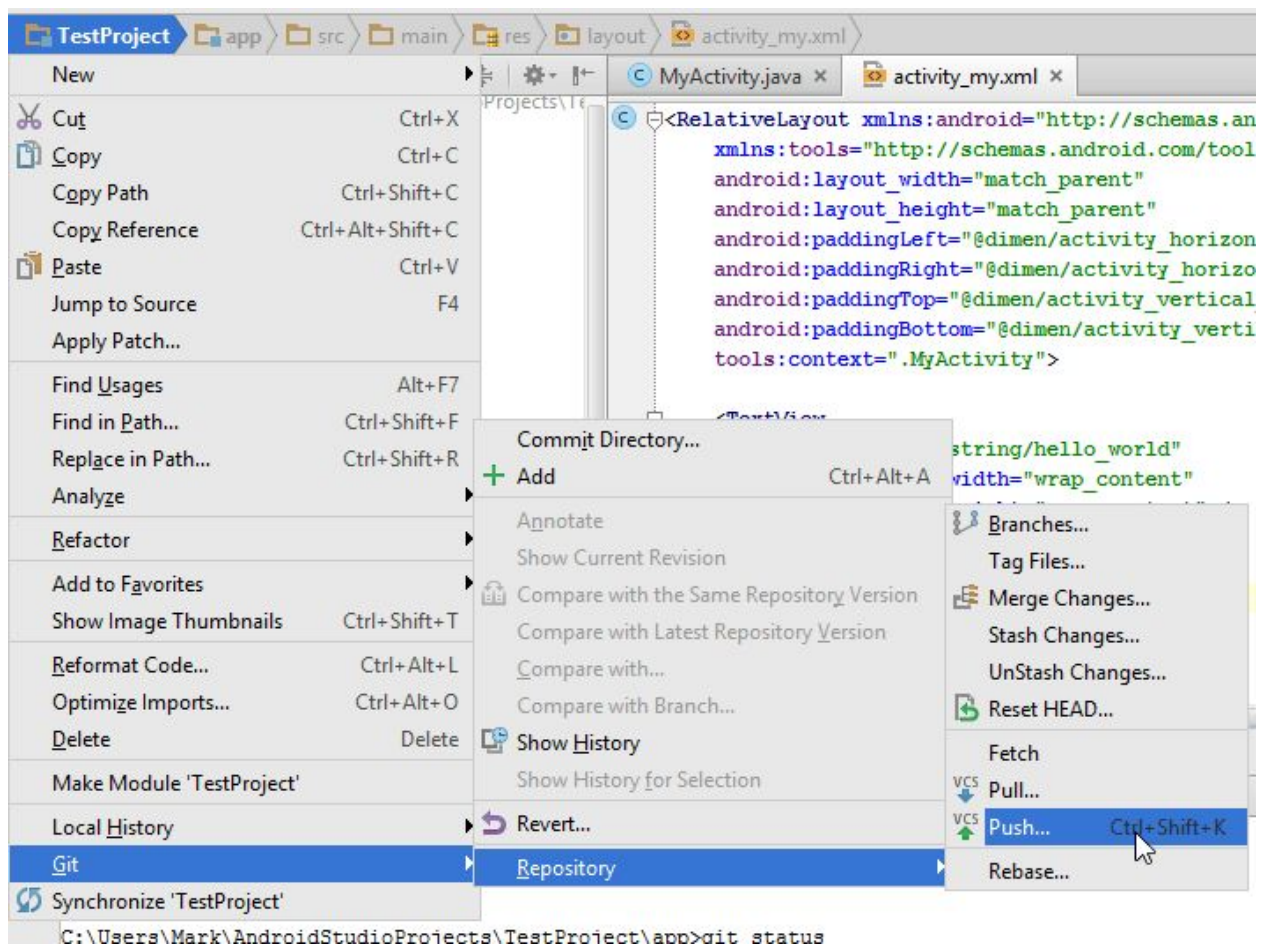 TestProject app src main res layout activity_my.xml
New
Cut Ctrl+X
Copy Ctrl+C
Copy Path Ctrl+Shift+C
Copy Reference Ctrl+Alt+Shift+C
Paste Ctrl+V
Jump to Source F4
Apply Patch...
Find Usages Alt+F7
Find in Path... Ctrl+Shift+F
Replace in Path... Ctrl+Shift+R
Analyze
Refactor
Add to Favorites
Show Image Thumbnails Ctrl+Shift+T
Reformat Code... Ctrl+Alt+L
Optimize Imports... Ctrl+Alt+O
Delete Delete
Make Module 'TestProject'
Local History
Git
Synchronize 'TestProject'
MyActivity.java × activity_my.xml ×
Projects\Te
<RelativeLayout xmlns:android="http://schemas.an
xmlns:tools="http://schemas.android.com/tool
android:layout_width="match_parent"
android:layout_height="match_parent"
android:paddingLeft="@dimen/activity_horizon
android:paddingRight="@dimen/activity_horizo
android:paddingTop="@dimen/activity_vertical
android:paddingBottom="@dimen/activity_verti
tools:context=".MyActivity">
<TextView
string/hello_world"
width="wrap_content"
Commit Directory...
Add Ctrl+Alt+A
Annotate
Show Current Revision
Compare with the Same Repository Version
Compare with Latest Repository Version
Compare with...
Compare with Branch...
Show History
Show History for Selection
Revert...
Repository
Branches...
Tag Files...
Merge Changes...
Stash Changes...
UnStash Changes...
Reset HEAD...
Fetch
VCS Pull...
VCS Push... Ctrl+Shift+K
Rebase...
C:\Users\Mark\AndroidStudioProjects\TestProject\app>git status